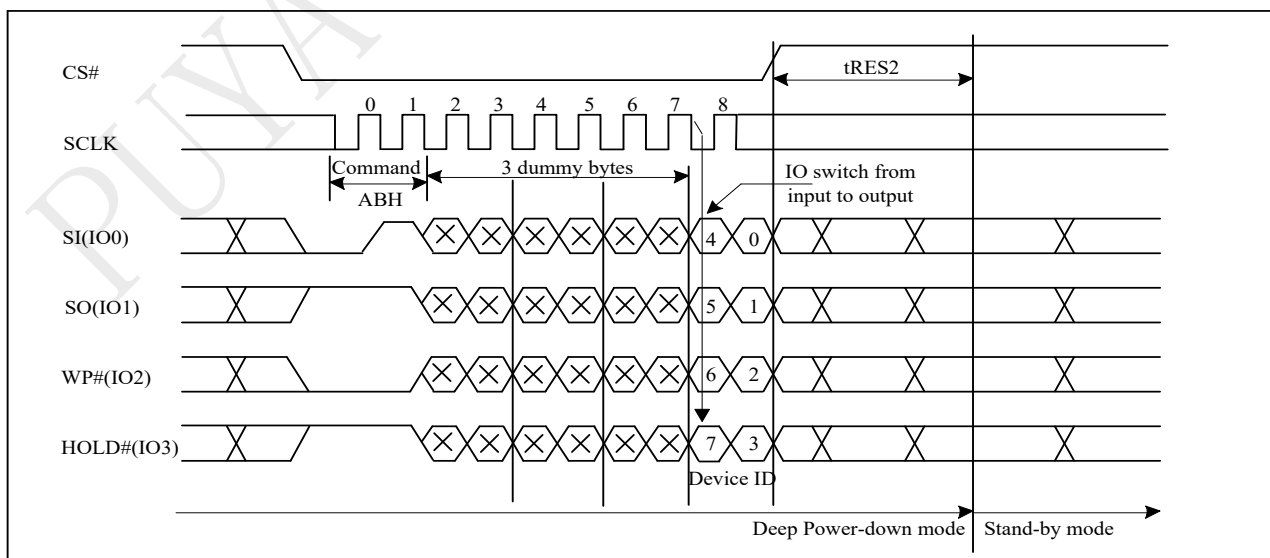 PUYA
CS#
tRES2
0 1 2 3 4 5 6 7 8
SCLK
Command
ABH
3 dummy bytes
IO switch from
input to output
SI(IO0)
4 0
SO(IO1)
5 1
WP#(IO2)
6 2
HOLD#(IO3)
7 3
Device ID
Deep Power-down mode Stand-by mode